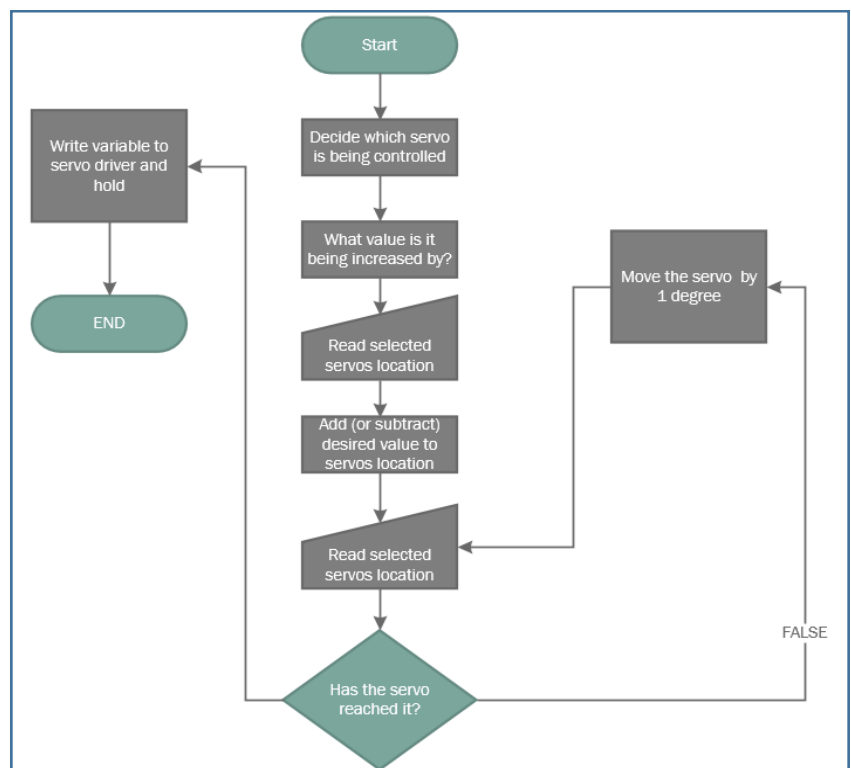 Start
Decide which servo
is being controlled
What value is it
being increased by?
Read selected
servos location
Add (or subtract)
desired value to
servos location
Read selected
servos location
Has the servo
reached it?
FALSE
Move the servo by
1 degree
Write variable to
servo driver and
hold
END